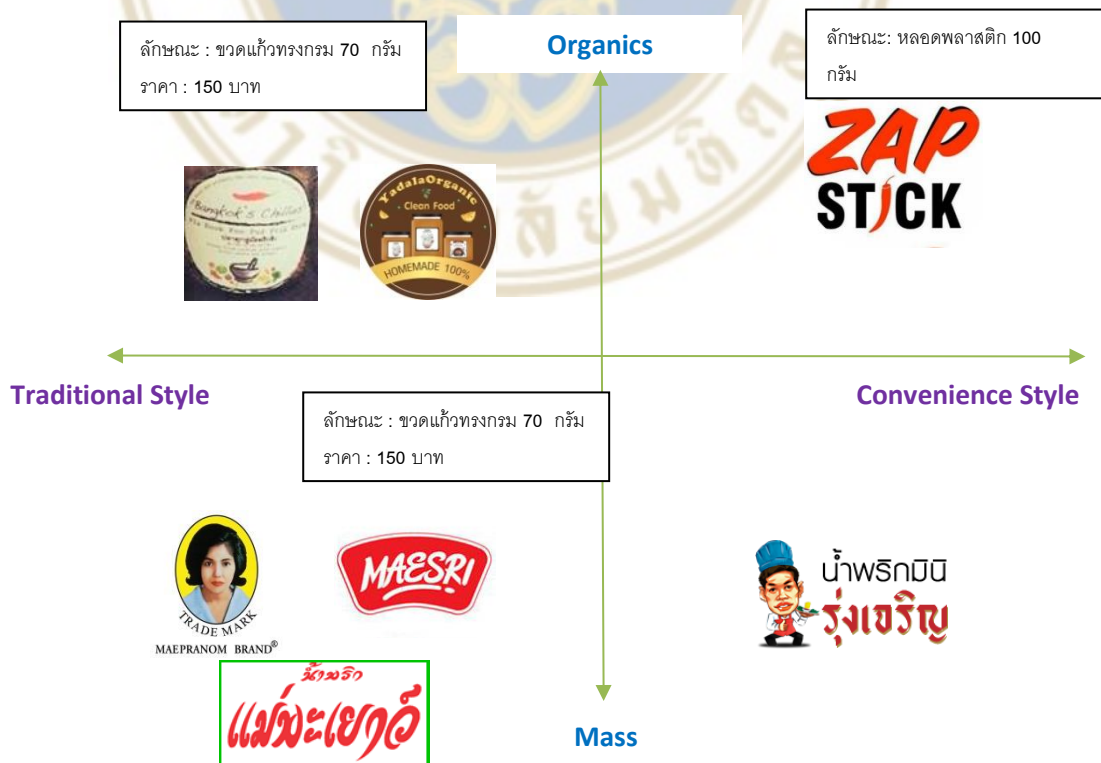 ลักษณะ : ขวดแก้วทรงกรม 70 กรัม
ราคา : 150 บาท
Organics
ลักษณะ: หลอดพลาสติก 100
กรัม
ZAP
STICK
Bangkok's Chillies
YadalaOrganic
Clean Food
HOMEMADE 100%
Traditional Style
Convenience Style
ลักษณะ : ขวดแก้วทรงกรม 70 กรัม
ราคา : 150 บาท
TRADE MARK
MAEPRANOM BRAND®
MAESRI
น้ำพริกมินิ
รุ่งเจริญ
น้ำพริก
แม่พะเยาว์
Mass